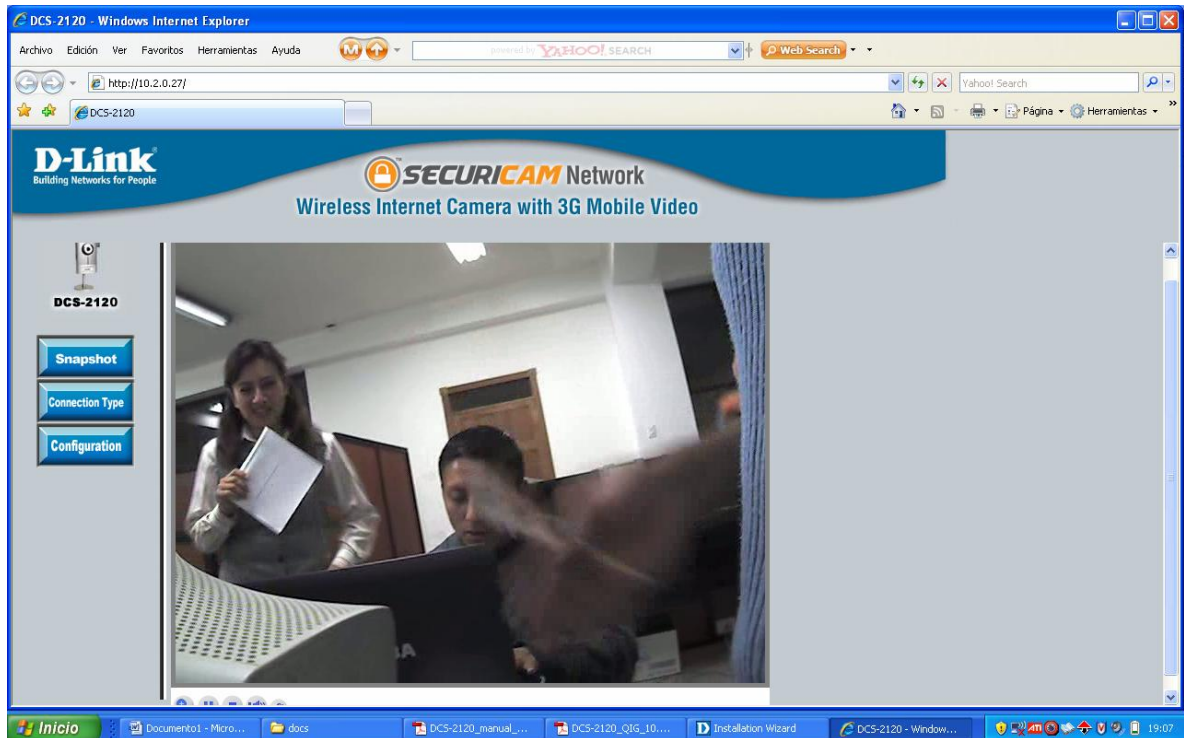 DCS-2120 - Windows Internet Explorer
Archivo Edición Ver Favoritos Herramientas Ayuda
M
powered by YAHOO! SEARCH
Web Search
http://10.2.0.27/
Yahoo! Search
DCS-2120
Página
Herramientas
D-Link
Building Networks for People
SECURICAM Network
Wireless Internet Camera with 3G Mobile Video
DCS-2120
Snapshot
Connection Type
Configuration
BA
Inicio
Documento1 - Micro...
docs
DCS-2120_manual_...
DCS-2120_QIG_10....
Installation Wizard
DCS-2120 - Window...
19:07